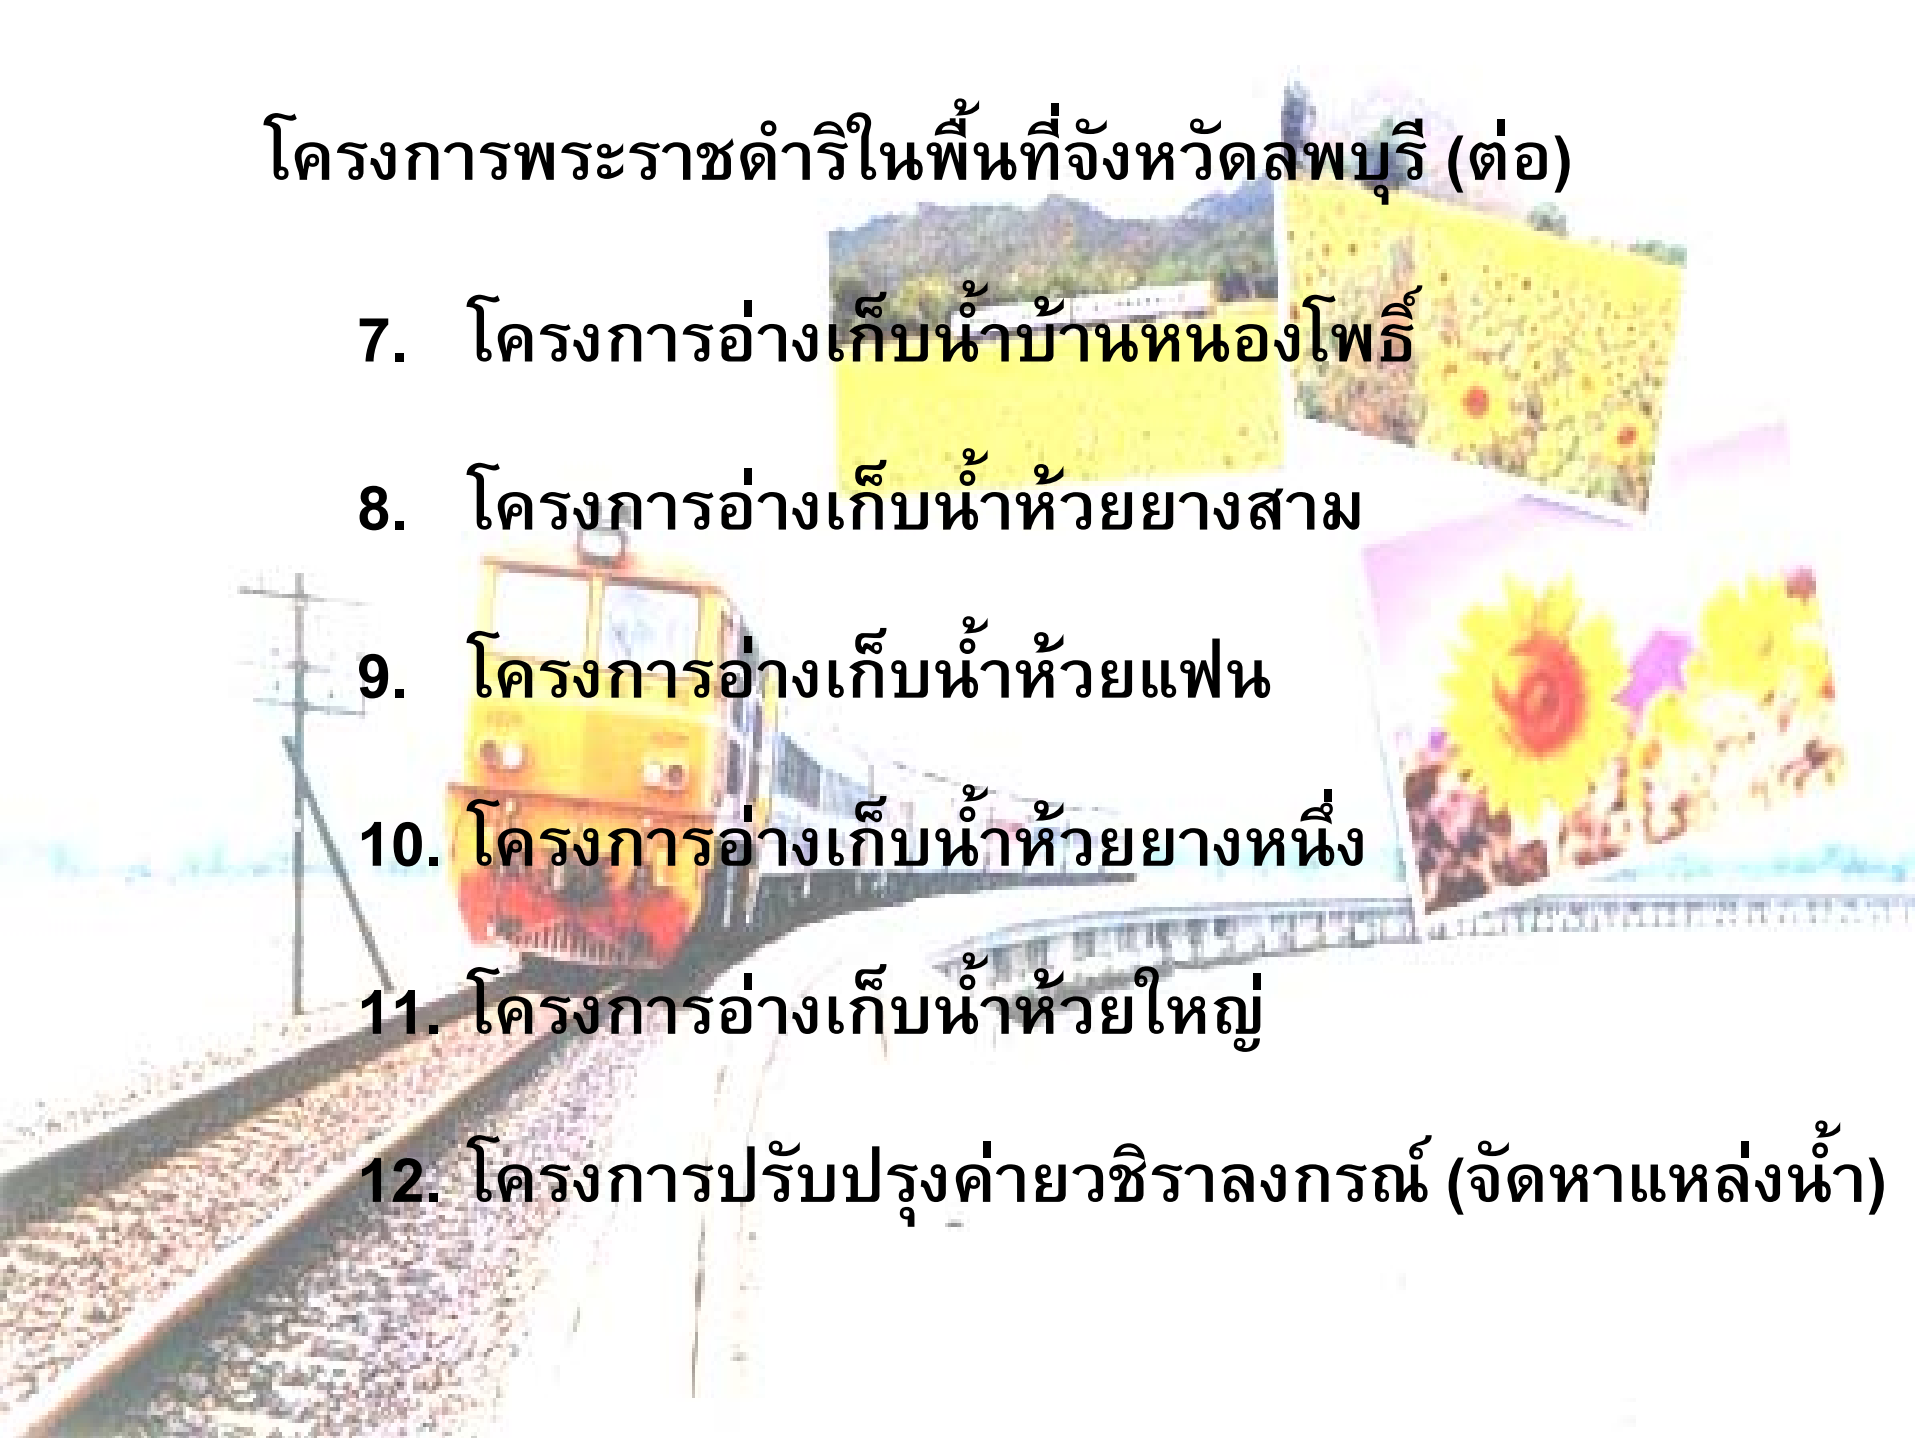 โครงการพระราชดำริในพื้นที่จังหวัดลพบุรี (ต่อ)
7. โครงการอ่างเก็บน้ำบ้านหนองโพธิ์
8. โครงการอ่างเก็บน้ำห้วยยางสาม
9. โครงการอ่างเก็บน้ำห้วยแฟน
10. โครงการอ่างเก็บน้ำห้วยยางหนึ่ง
11. โครงการอ่างเก็บน้ำห้วยใหญ่
12. โครงการปรับปรุงค่ายวชิราลงกรณ์ (จัดหาแหล่งน้ำ)